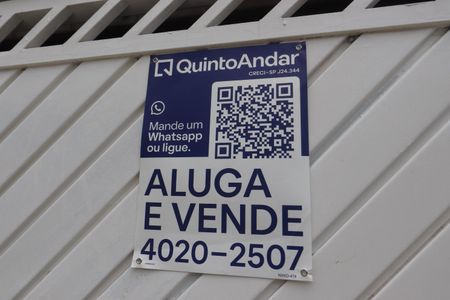 QuintoAndar
CRECI-SP J24.344
Mande um
Whatsapp
ou ligue.
ALUGA
E VENDE
4020-2507